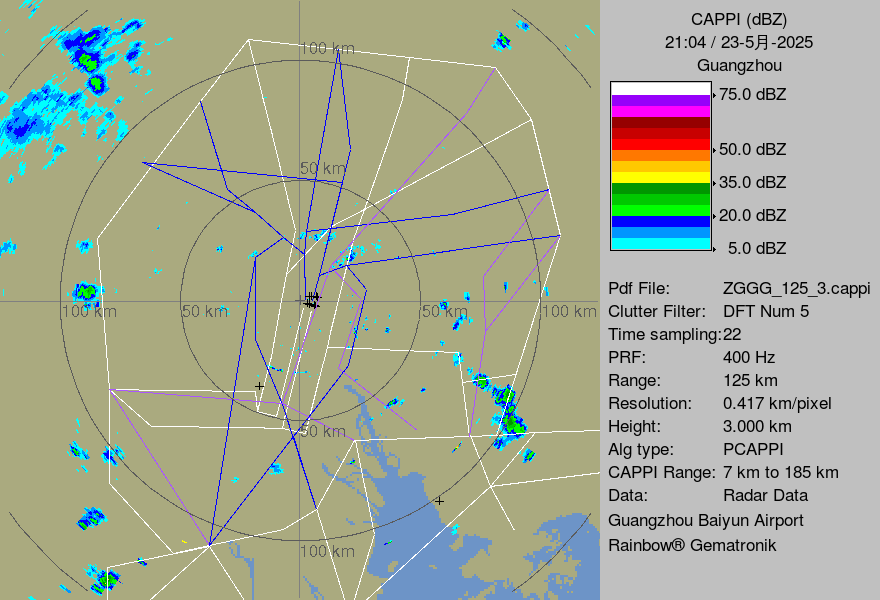 CAPPI (dBZ)
21:04 / 23-5月-2025
Guangzhou
75.0 dBZ
50.0 dBZ
35.0 dBZ
20.0 dBZ
5.0 dBZ
Pdf File: ZGGG_125_3.cappi
Clutter Filter: DFT Num 5
Time sampling:22
PRF: 400 Hz
Range: 125 km
Resolution: 0.417 km/pixel
Height: 3.000 km
Alg type: PCAPPI
CAPPI Range: 7 km to 185 km
Data: Radar Data
Guangzhou Baiyun Airport
Rainbow® Gematronik
100 km
50 km
100 km
50 km
50 km
100 km
50 km
100 km